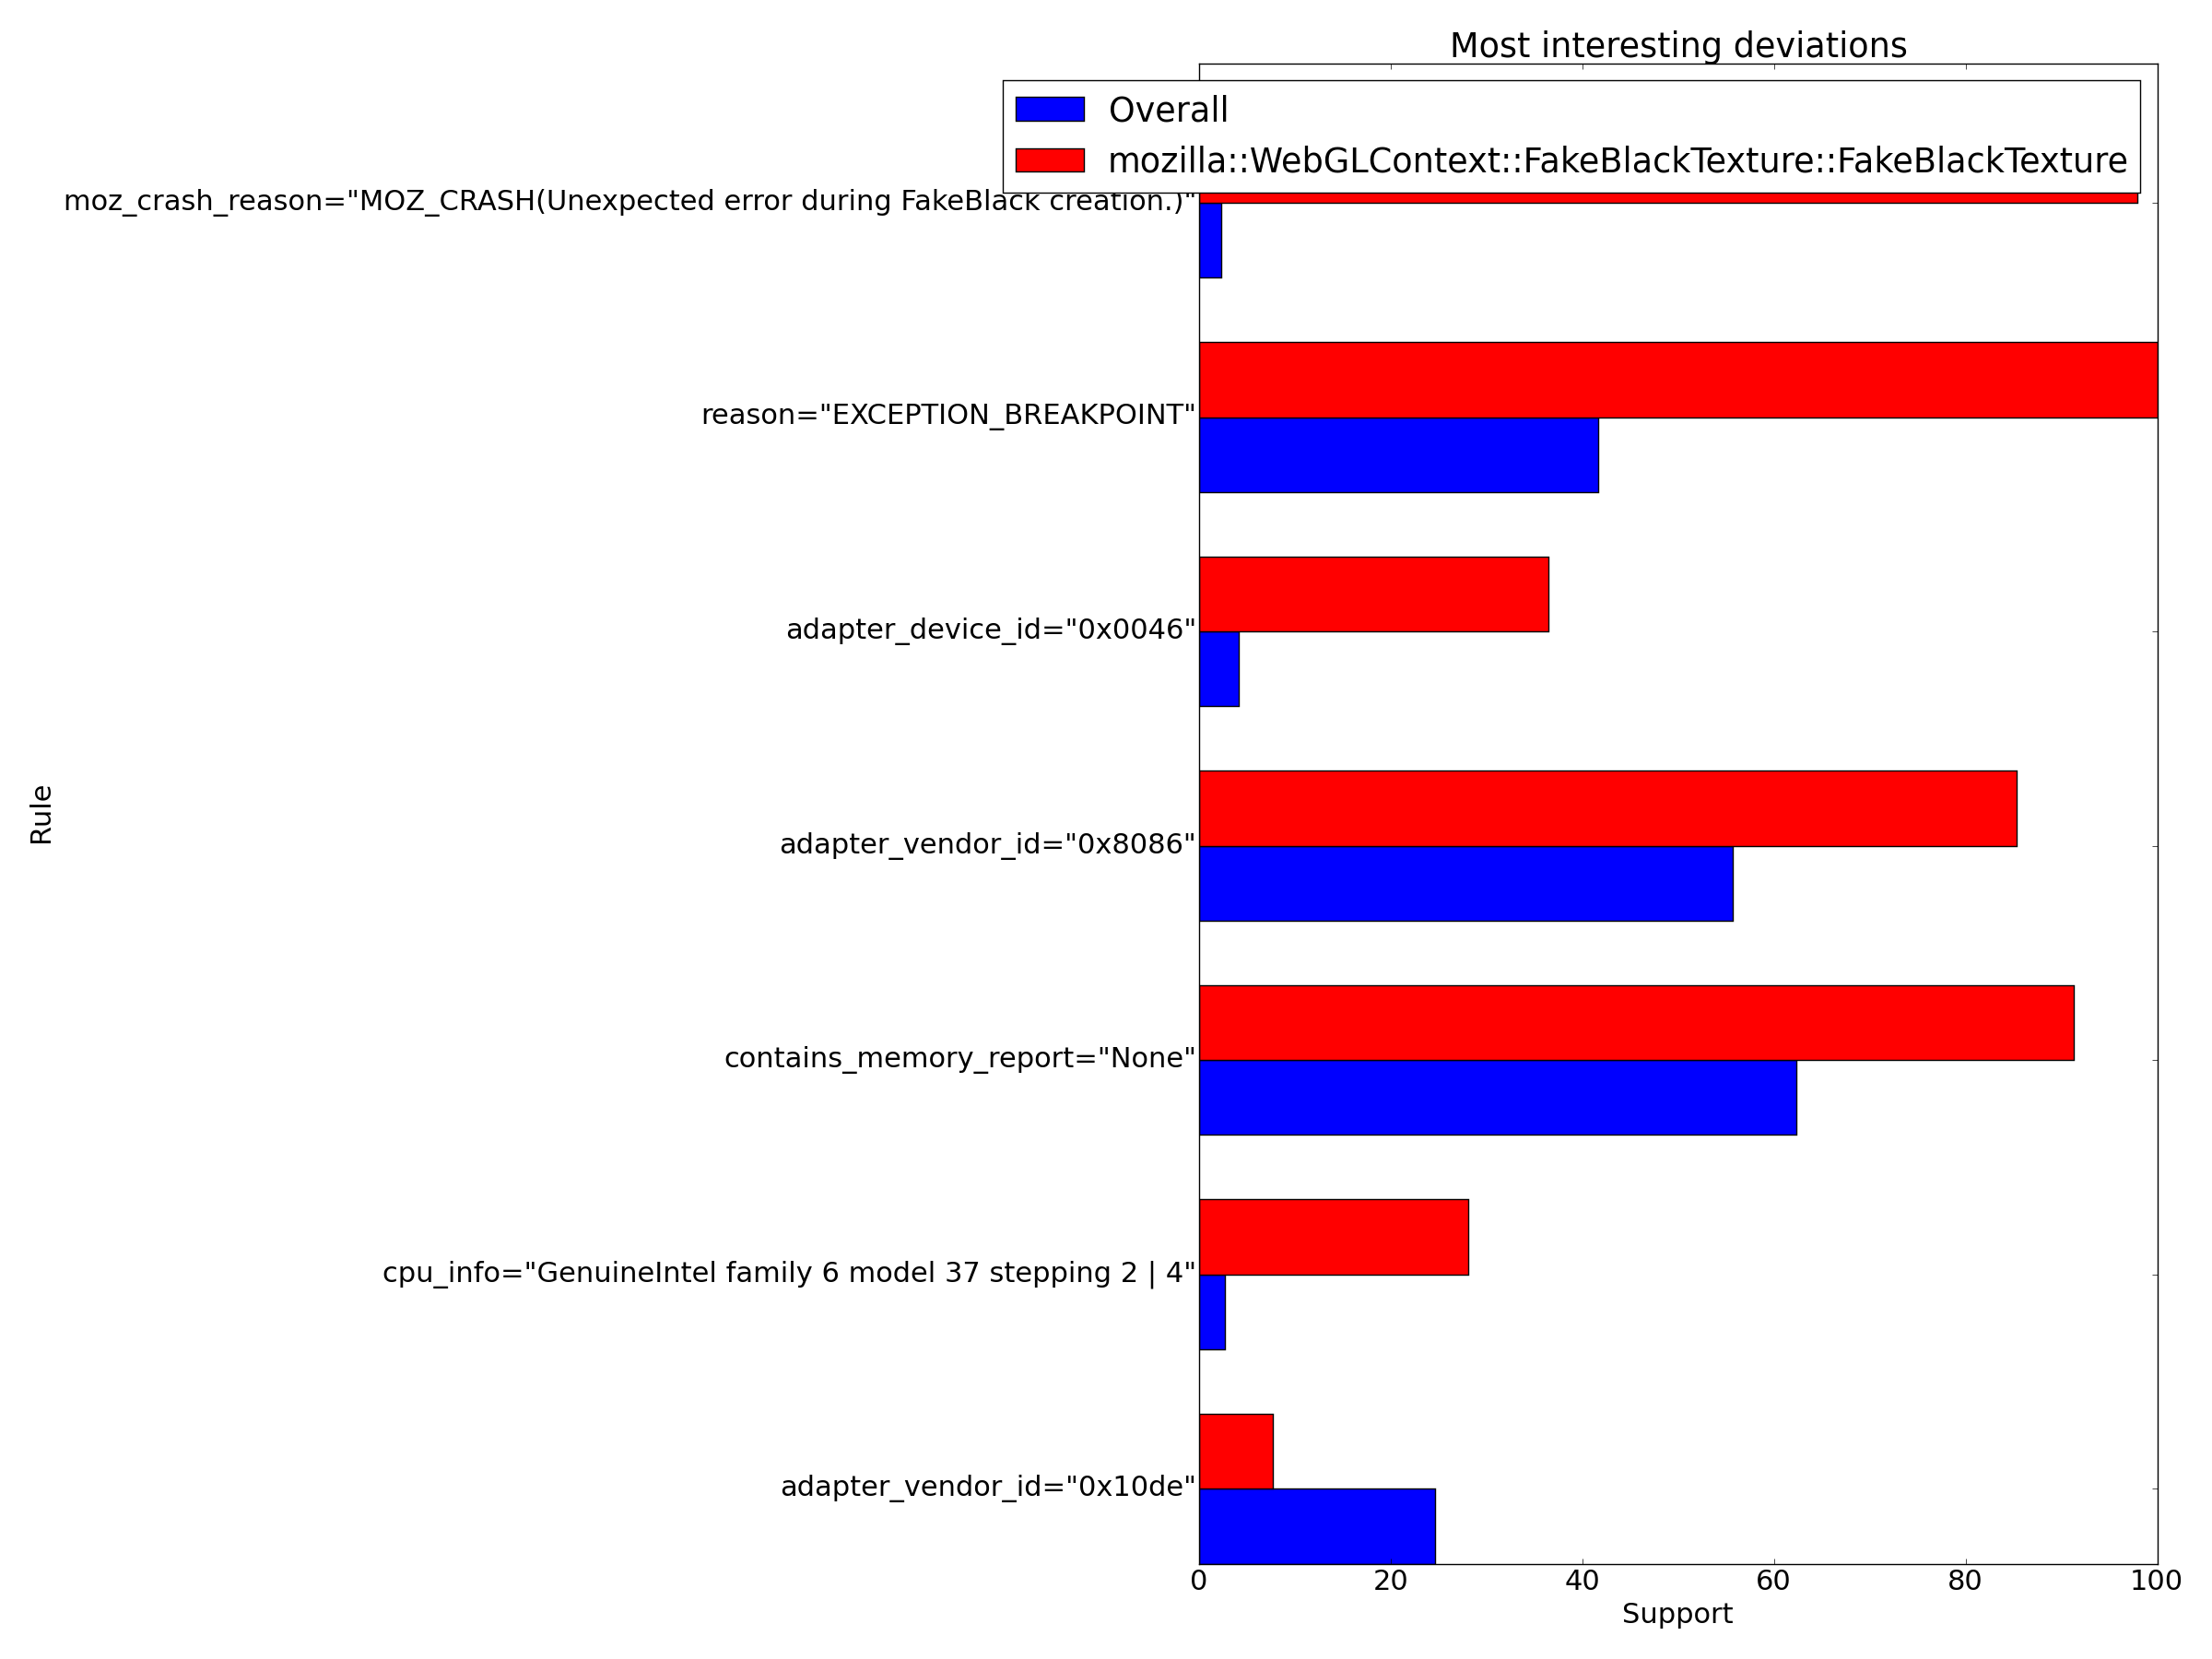 Most interesting deviations
Overall
mozilla::WebGLContext::FakeBlackTexture::FakeBlackTexture
moz_crash_reason="MOZ_CRASH(Unexpected error during FakeBlack creation.)"
reason="EXCEPTION_BREAKPOINT"
adapter_device_id="0x0046"
adapter_vendor_id="0x8086"
Rule
contains_memory_report="None"
cpu_info="GenuineIntel family 6 model 37 stepping 2 | 4"
adapter_vendor_id="0x10de"
0 20 40 60 80 100
Support